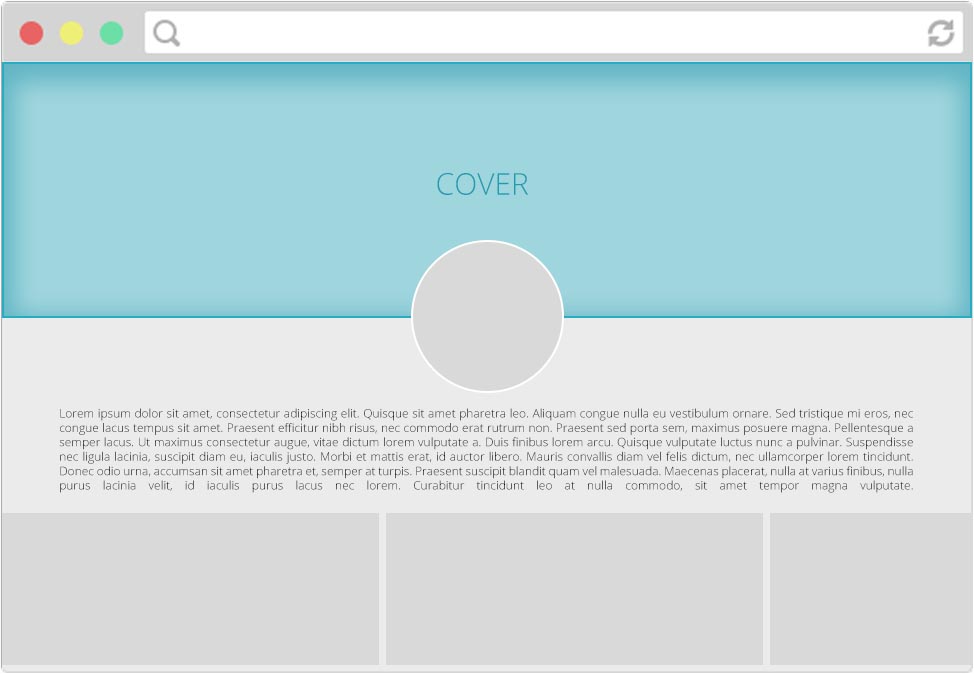 COVER
Lorem ipsum dolor sit amet, consectetur adipiscing elit. Quisque sit amet pharetra leo. Aliquam congue nulla eu vestibulum ornare. Sed tristique mi eros, nec
congue lacus tempus sit amet. Praesent efficitur nibh risus, nec commodo erat rutrum non. Praesent sed porta sem, maximus posuere magna. Pellentesque a
semper lacus. Ut maximus consectetur augue, vitae dictum lorem vulputate a. Duis finibus lorem arcu. Quisque vulputate luctus nunc a pulvinar. Suspendisse
nec ligula lacinia, suscipit diam eu, iaculis justo. Morbi et mattis erat, id auctor libero. Mauris convallis diam vel felis dictum, nec ullamcorper lorem tincidunt.
Donec odio urna, accumsan sit amet pharetra et, semper at turpis. Praesent suscipit blandit quam vel malesuada. Maecenas placerat, nulla at varius finibus, nulla
purus lacinia velit, id iaculis purus lacus nec lorem. Curabitur tincidunt leo at nulla commodo, sit amet tempor magna vulputate.